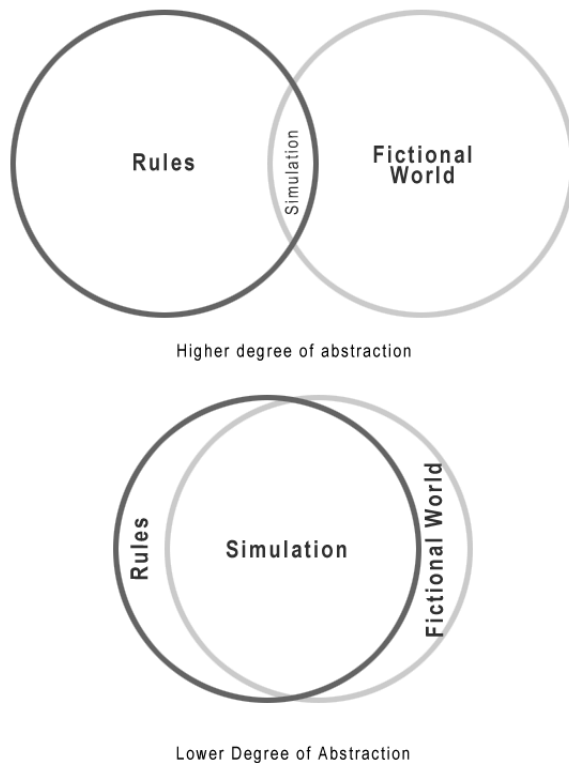 Rules
Simulation
Fictional
World
Higher degree of abstraction
Rules
Simulation
Fictional World
Lower Degree of Abstraction